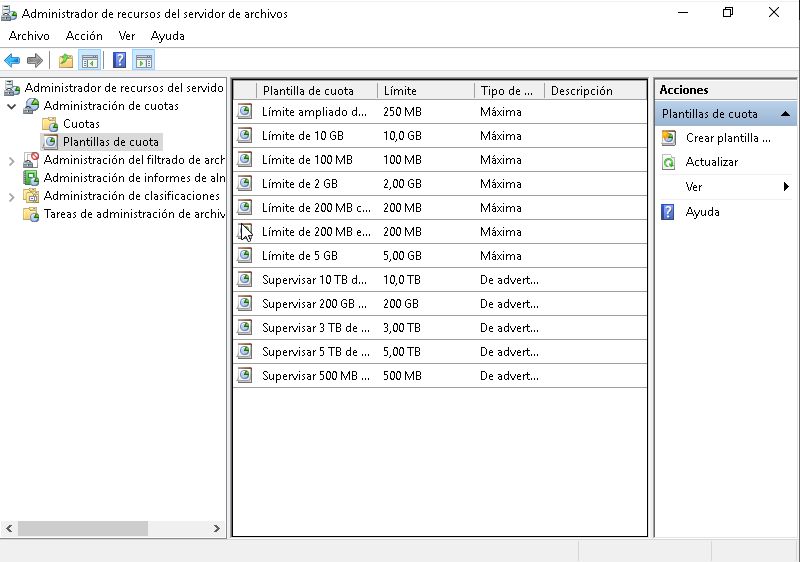 Administrador de recursos del servidor de archivos
Archivo Acción Ver Ayuda
Administrador de recursos del servido
Administración de cuotas
Cuotas
Plantillas de cuota
Administración del filtrado de arch
Administración de informes de alm
Administración de clasificaciones
Tareas de administración de archiv
Plantilla de cuota Límite Tipo de ... Descripción
Límite ampliado d... 250 MB Máxima
Límite de 10 GB 10,0 GB Máxima
Límite de 100 MB 100 MB Máxima
Límite de 2 GB 2,00 GB Máxima
Límite de 200 MB c... 200 MB Máxima
Límite de 200 MB e... 200 MB Máxima
Límite de 5 GB 5,00 GB Máxima
Supervisar 10 TB d... 10,0 TB De advert...
Supervisar 200 GB ... 200 GB De advert...
Supervisar 3 TB de ... 3,00 TB De advert...
Supervisar 5 TB de ... 5,00 TB De advert...
Supervisar 500 MB ... 500 MB De advert...
Acciones
Plantillas de cuota
Crear plantilla ...
Actualizar
Ver
Ayuda